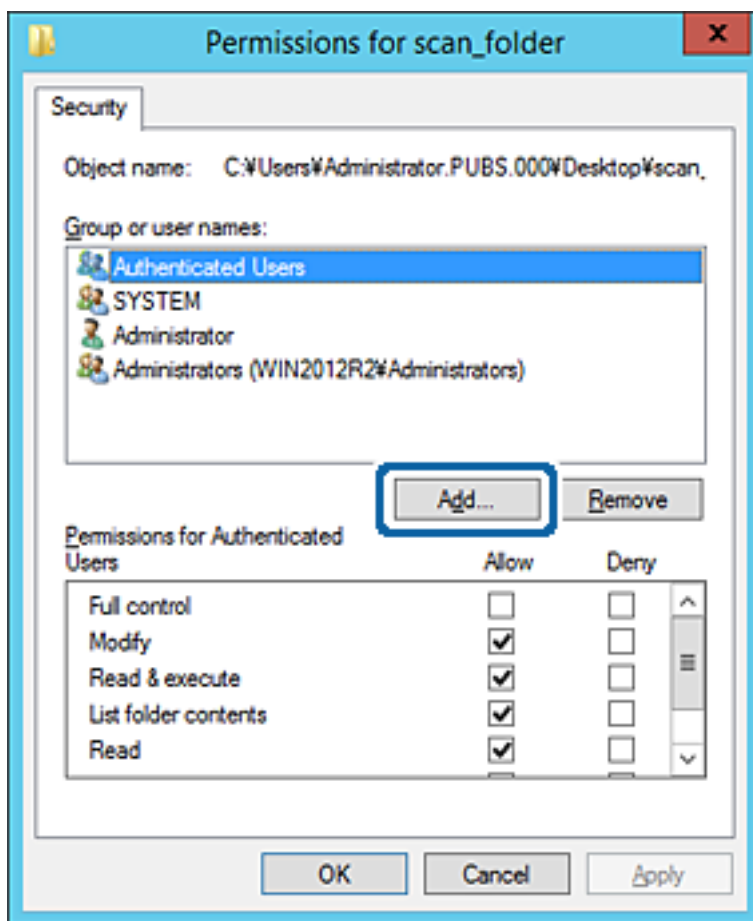 Permissions for scan_folder
x
Security
Object name: C:¥Users¥Administrator.PUBS.000¥Desktop¥scan_
Group or user names:
Authenticated Users
SYSTEM
Administrator
Administrators (WIN2012R2¥Administrators)
Add... Remove
Permissions for Authenticated
Users Allow Deny
Full control
Modify
Read & execute
List folder contents
Read
OK Cancel Apply